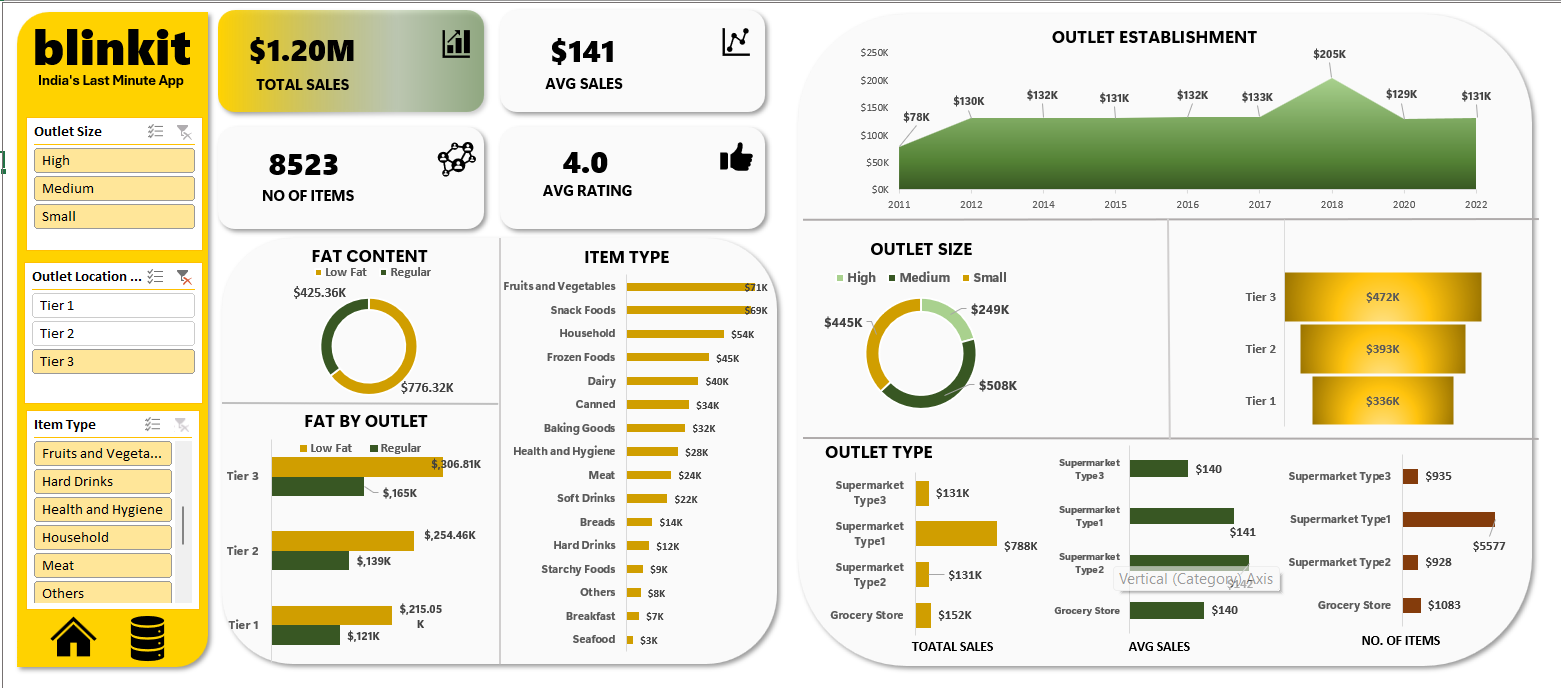 blinkit
India's Last Minute App
Outlet Size
High
Medium
Small
Outlet Location ...
Tier 1
Tier 2
Tier 3
Item Type
Fruits and Vegeta...
Hard Drinks
Health and Hygiene
Household
Meat
Others
$1.20M
TOTAL SALES
$141
AVG SALES
8523
NO OF ITEMS
4.0
AVG RATING
FAT CONTENT
Low Fat Regular
$425.36K
$776.32K
FAT BY OUTLET
Low Fat Regular
Tier 3
$,306.81K
$,165K
Tier 2
$,254.46K
$,139K
Tier 1
$,215.05
K
$,121K
ITEM TYPE
Fruits and Vegetables $71K
Snack Foods $69K
Household $54K
Frozen Foods $45K
Dairy $40K
Canned $34K
Baking Goods $32K
Health and Hygiene $28K
Meat $24K
Soft Drinks $22K
Breads $14K
Hard Drinks $12K
Starchy Foods $9K
Others $8K
Breakfast $7K
Seafood $3K
OUTLET ESTABLISHMENT
$250K
$200K
$150K
$100K
$50K
$0K
$78K $130K $132K $131K $132K $133K $205K $129K $131K
2011 2012 2014 2015 2016 2017 2018 2020 2022
OUTLET SIZE
High Medium Small
$249K
$445K
$508K
Tier 3 $472K
Tier 2 $393K
Tier 1 $336K
OUTLET TYPE
Supermarket
Type3
$131K
Supermarket
Type1
$788K
Supermarket
Type2
$131K
Grocery Store $152K
TOATAL SALES
Supermarket
Type3
$140
Supermarket
Type1
$141
Supermarket
Type2
$142
Vertical (Category) Axis
Grocery Store $140
AVG SALES
Supermarket Type3 $935
Supermarket Type1
$5577
Supermarket Type2 $928
Grocery Store $1083
NO. OF ITEMS